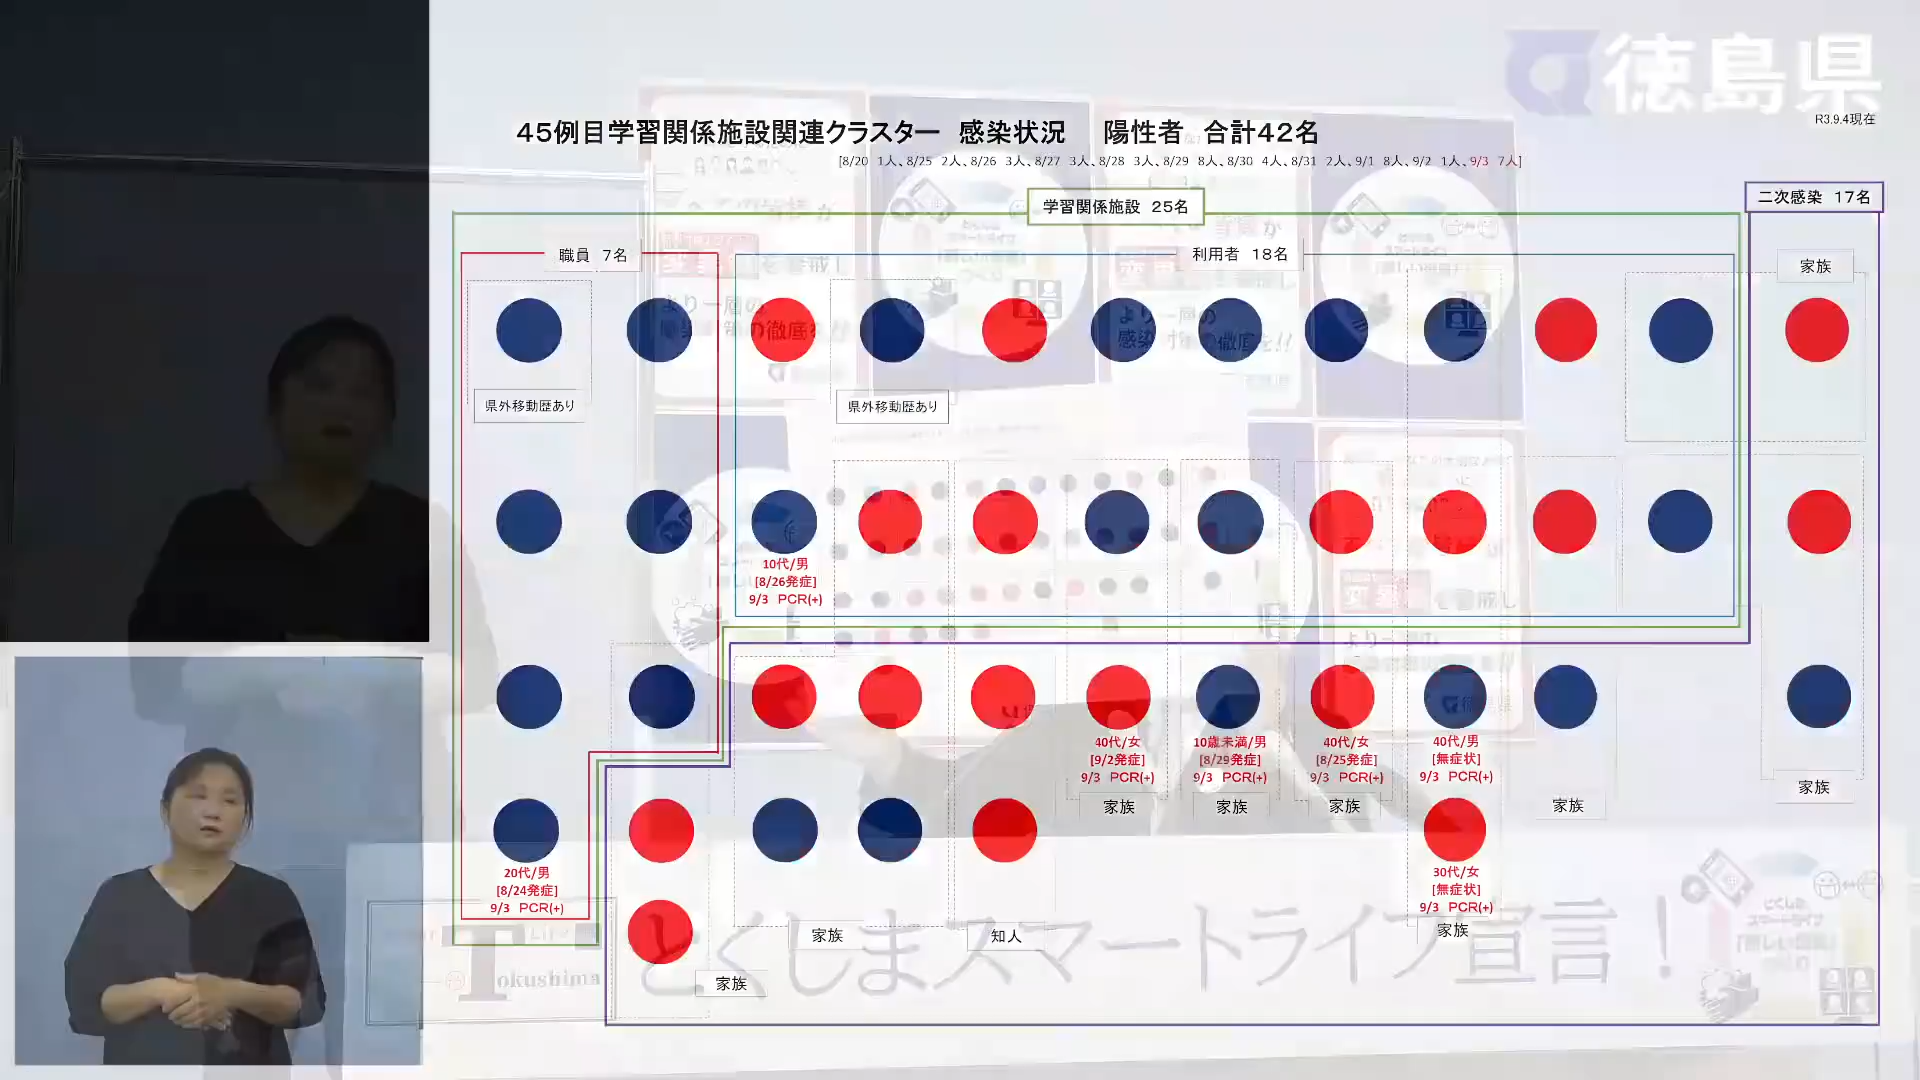 徳島県
R3.9.4現在
45例目学習関係施設関連クラスター 感染状況 陽性者 合計42名
[8/20 1人、8/25 2人、8/26 3人、8/27 3人、8/28 3人、8/29 8人、8/30 4人、8/31 2人、9/1 8人、9/2 1人、9/3 7人]
学習関係施設 25名
二次感染 17名
職員 7名
利用者 18名
家族
県外移動歴あり
県外移動歴あり
10代/男
[8/26発症]
9/3 PCR(+)
40代/女
[9/2発症]
9/3 PCR(+)
家族
10歳未満/男
[8/29発症]
9/3 PCR(+)
家族
40代/女
[8/25発症]
9/3 PCR(+)
家族
40代/男
[無症状]
9/3 PCR(+)
家族
家族
20代/男
[8/24発症]
9/3 PCR(+)
30代/女
[無症状]
9/3 PCR(+)
家族
家族
知人
家族
Tokushima
とくしまスマートライフ宣言!